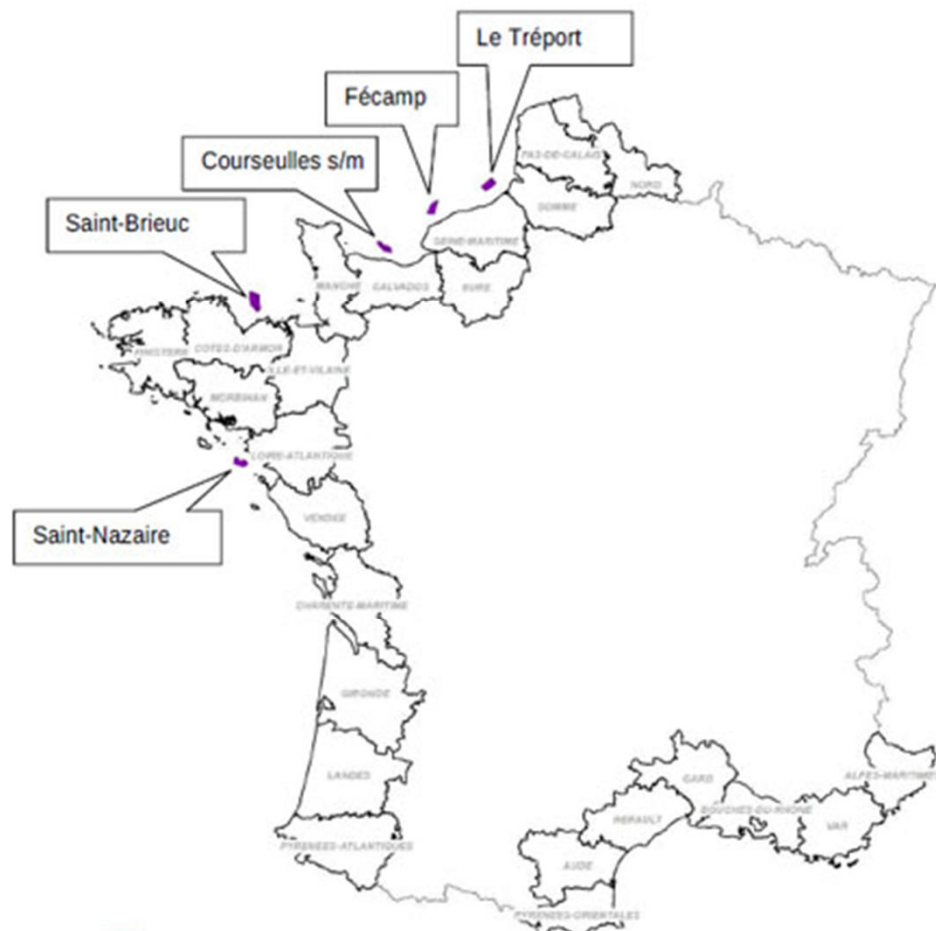 Le Tréport
Fécamp
Courseulles s/m
Saint-Brieuc
Saint-Nazaire
PAS-DE-CALAIS
NORD
SOMME
SEINE-MARITIME
EURE
CALVADOS
MANCHE
FINISTERE
COTES-D'ARMOR
ILLE-ET-VILAINE
MORBIHAN
LOIRE-ATLANTIQUE
VENDEE
CHARENTE-MARITIME
GIRONDE
LANDES
PYRENEES-ATLANTIQUES
GARD
HERAULT
BOUCHES-DU-RHONE
VAR
ALPES-MARITIMES
AUDE
PYRENEES-ORIENTALES